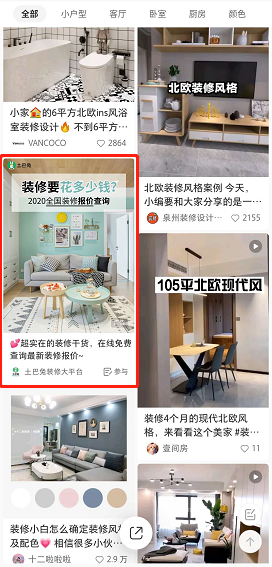 全部
小户型
客厅
卧室
厨房
颜色
小家🏠的6平方北欧ins风浴
室装修设计🔥 不到6平方...
VANCOCO
2864
土巴兔
装修要花多少钱?
2020全国装修报价查询
💕超实在的装修干货，在线免费
查询最新装修报价~
土巴兔装修大平台
参与
装修小白怎么确定装修风格
及配色💗 相信很多小伙...
十二啦啦啦
2.9 万
北欧装修风格
北欧装修风格案例 今天，
小编要和大家分享的是一...
泉州装修设计...
2155
105平北欧现代风
装修4个月的现代北欧风
格，来看看这个美家 #装...
壹间房
11